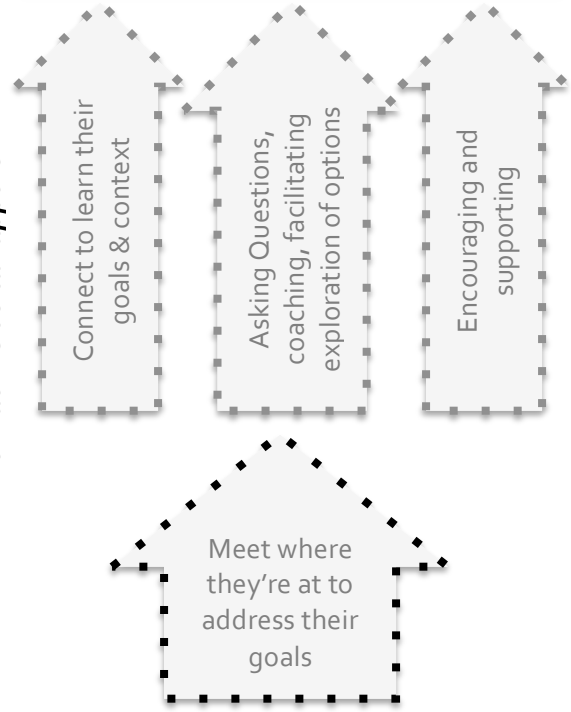 Connect to learn their
goals & context
Asking Questions,
coaching, facilitating
exploration of options
Encouraging and
supporting
Meet where
they're at to
address their
goals